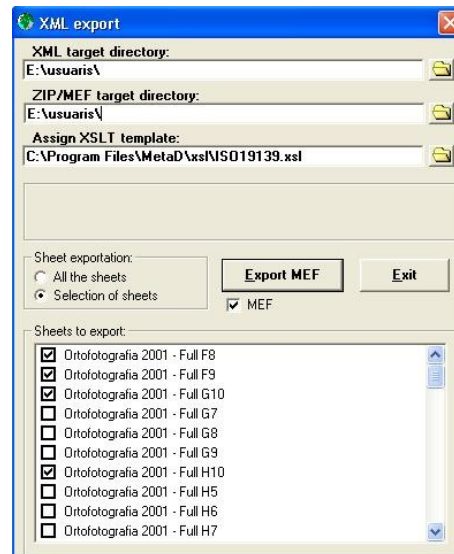 XML export
XML target directory:
E:\usuaris\
ZIP/MEF target directory:
E:\usuaris\
Assign XSLT template:
C:\Program Files\MetaD\xsl\ISO19139.xsl
Sheet exportation:
All the sheets
Selection of sheets
Export MEF
Exit
MEF
Sheets to export:
Ortofotografia 2001 - Full F8
Ortofotografia 2001 - Full F9
Ortofotografia 2001 - Full G10
Ortofotografia 2001 - Full G7
Ortofotografia 2001 - Full G8
Ortofotografia 2001 - Full G9
Ortofotografia 2001 - Full H10
Ortofotografia 2001 - Full H5
Ortofotografia 2001 - Full H6
Ortofotografia 2001 - Full H7